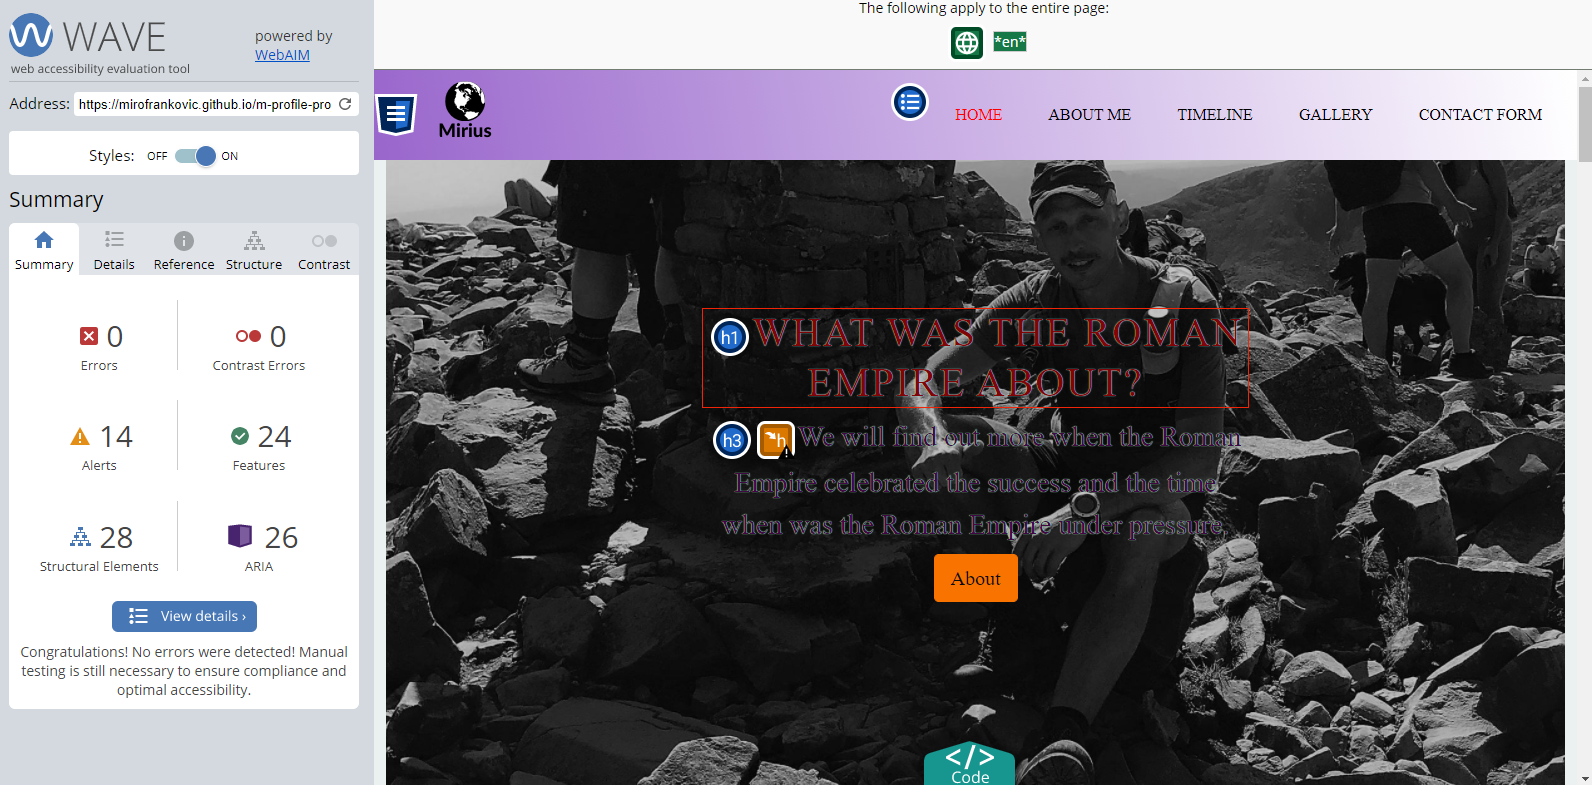 WAVE
powered by
WebAIM
web accessibility evaluation tool
Address: https://mirofrankovic.github.io/m-profile-pro
Styles: OFF ON
Summary
Summary Details Reference Structure Contrast
0 0
Errors Contrast Errors
14 24
Alerts Features
28 26
Structural Elements ARIA
View details ›
Congratulations! No errors were detected! Manual
testing is still necessary to ensure compliance and
optimal accessibility.
The following apply to the entire page:
*en*
Mirius
HOME ABOUT ME TIMELINE GALLERY CONTACT FORM
h1 WHAT WAS THE ROMAN
EMPIRE ABOUT?
h3 h We will find out more when the Roman
Empire celebrated the success and the time
when was the Roman Empire under pressure.
About
</>
Code